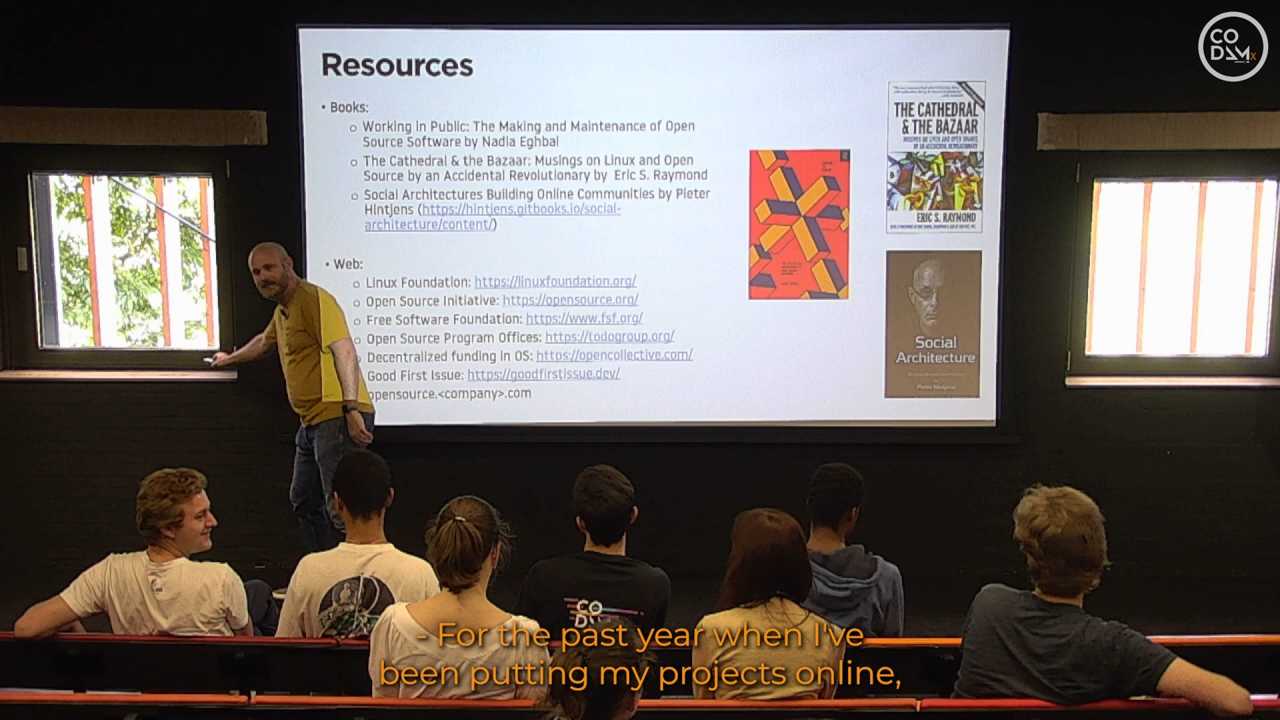 CO
DAM
x
Resources
• Books:
o Working in Public: The Making and Maintenance of Open
Source Software by Nadia Eghbal
o The Cathedral & the Bazaar: Musings on Linux and Open
Source by an Accidental Revolutionary by Eric S. Raymond
o Social Architectures Building Online Communities by Pieter
Hintjens (https://hintjens.gitbooks.io/social-
architecture/content/)
• Web:
o Linux Foundation: https://linuxfoundation.org/
o Open Source Initiative: https://opensource.org/
o Free Software Foundation: https://www.fsf.org/
o Open Source Program Offices: https://todogroup.org/
o Decentralized funding in OS: https://opencollective.com/
Good First Issue: https://goodfirstissue.dev/
opensource.<company>.com
THE CATHEDRAL
& THE BAZAAR
ERIC S. RAYMOND
Social
Architecture
Pieter Hintjens
CO
- For the past year when I've
been putting my projects online,